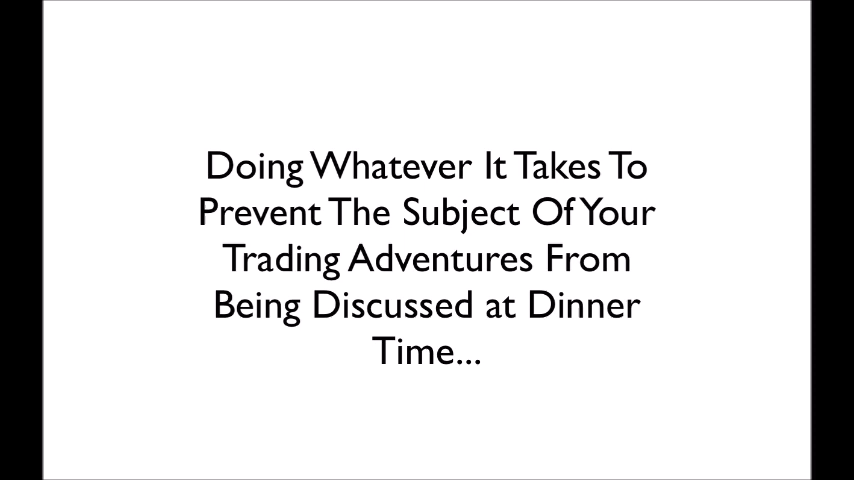 Doing Whatever It Takes To
Prevent The Subject Of Your
Trading Adventures From
Being Discussed at Dinner
Time...